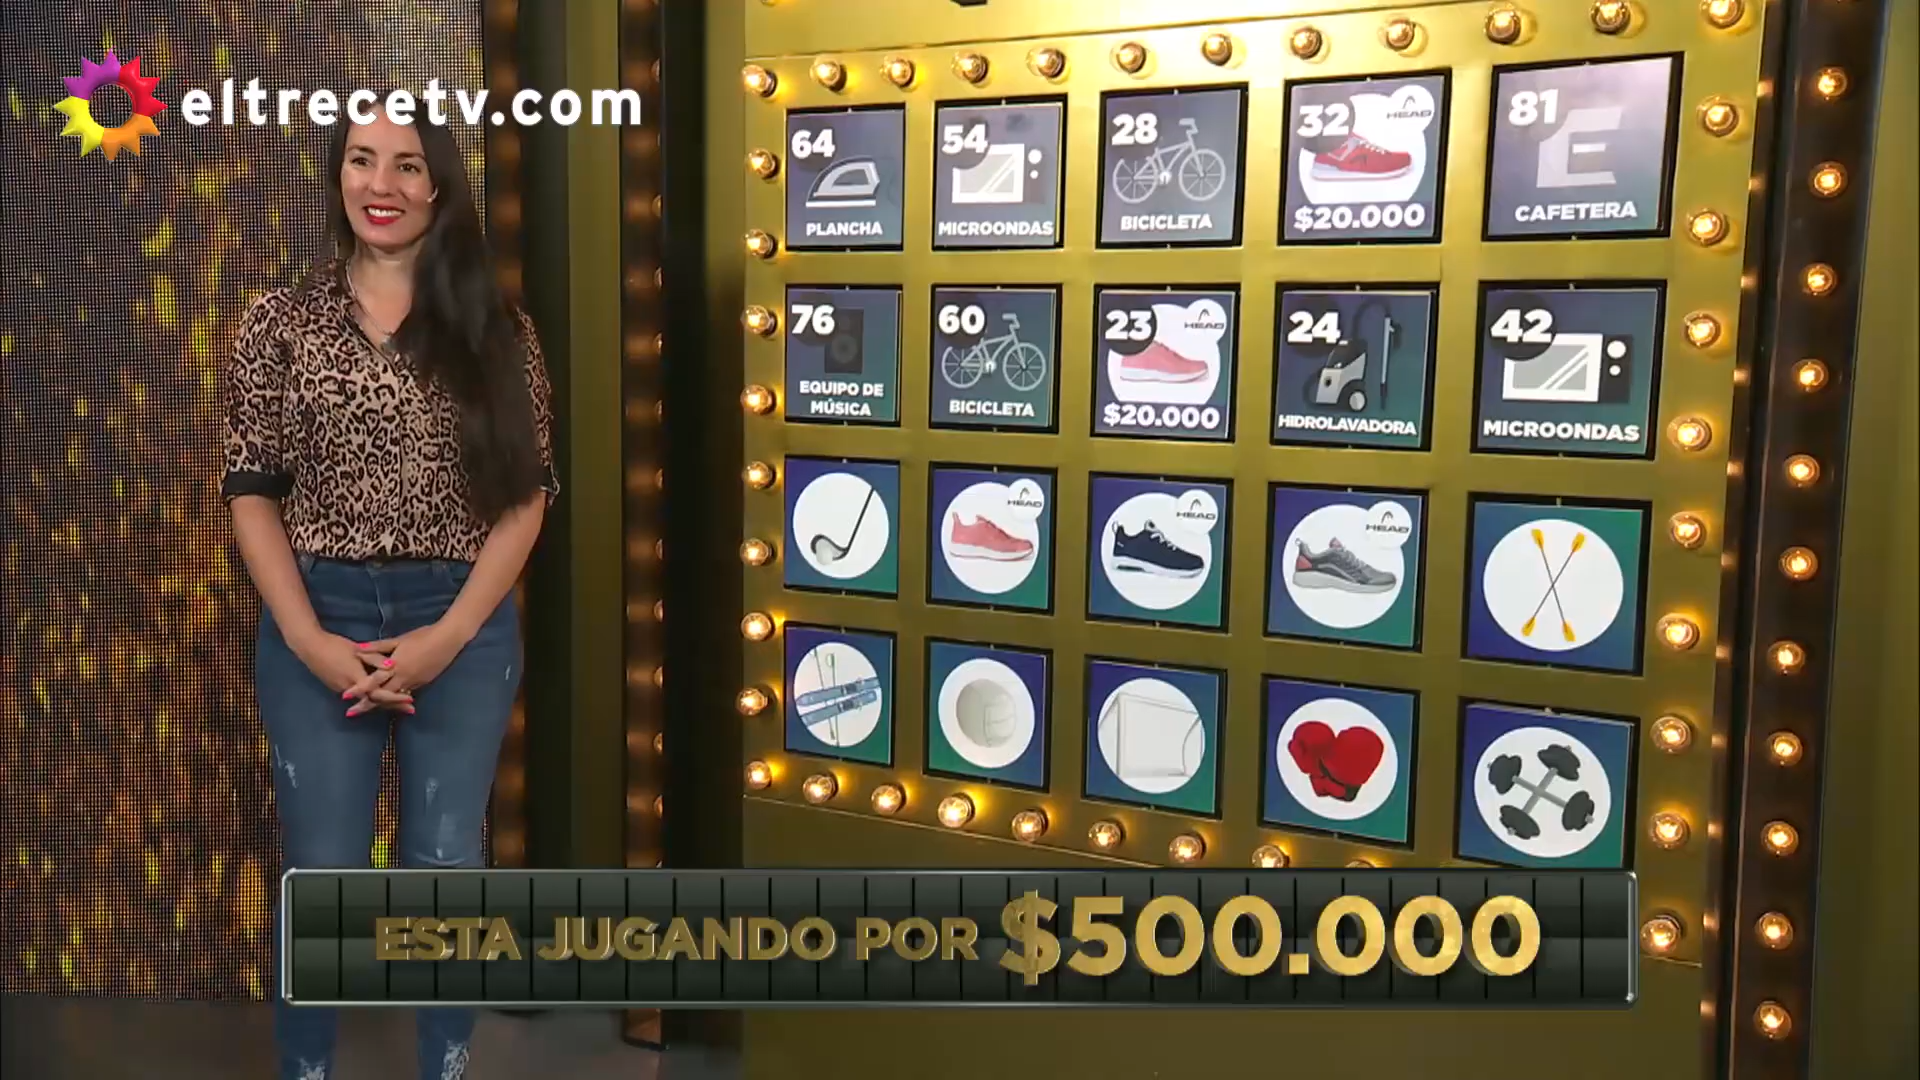 eltrecetv.com
64
PLANCHA
54
MICROONDAS
28
BICICLETA
32
HEAD
$20.000
81
E
CAFETERA
76
EQUIPO DE
MÚSICA
60
BICICLETA
23
HEAD
$20.000
24
HIDROLAVADORA
42
MICROONDAS
HEAD
HEAD
HEAD
ESTA JUGANDO POR $500.000